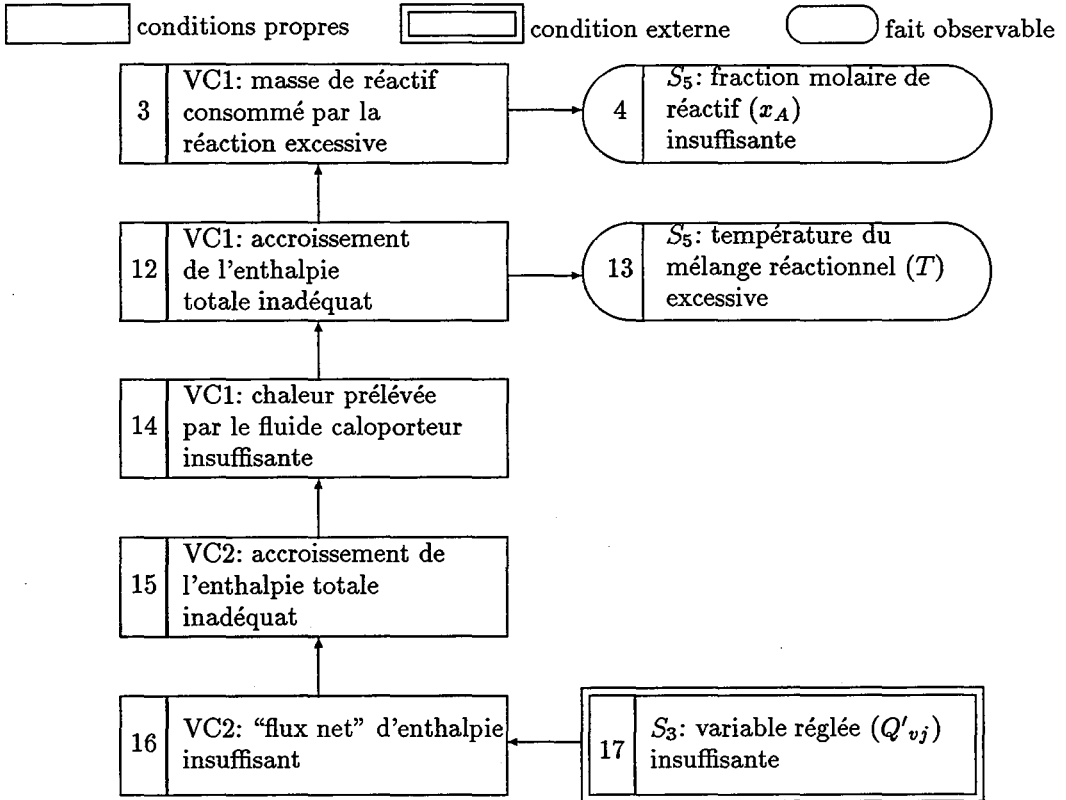 conditions propres
condition externe
fait observable
3
VC1: masse de réactif
consommé par la
réaction excessive
4
S₅: fraction molaire de
réactif (x_A)
insuffisante
12
VC1: accroissement
de l'enthalpie
totale inadéquat
13
S₅: température du
mélange réactionnel (T)
excessive
14
VC1: chaleur prélévée
par le fluide caloporteur
insuffisante
15
VC2: accroissement de
l'enthalpie totale
inadéquat
16
VC2: “flux net” d'enthalpie
insuffisant
17
S₃: variable réglée (Q'_vj)
insuffisante